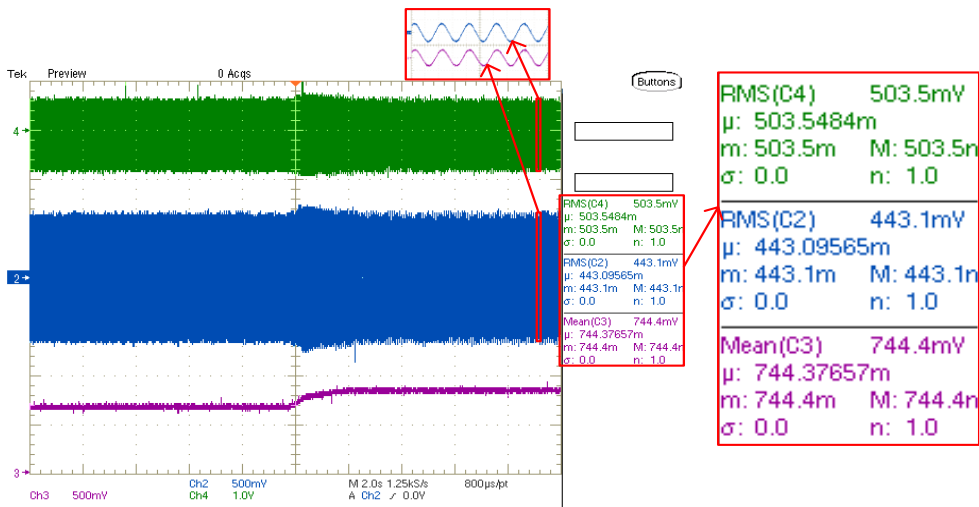 Tek Preview 0 Acqs
Buttons
4
2
3
RMS(C4) 503.5mV
μ: 503.5484m
m: 503.5m M: 503.5n
σ: 0.0 n: 1.0
RMS(C2) 443.1mV
μ: 443.09565m
m: 443.1m M: 443.1n
σ: 0.0 n: 1.0
Mean(C3) 744.4mV
μ: 744.37657m
m: 744.4m M: 744.4n
σ: 0.0 n: 1.0
RMS(C4) 503.5mV
μ: 503.5484m
m: 503.5m M: 503.5n
σ: 0.0 n: 1.0
RMS(C2) 443.1mV
μ: 443.09565m
m: 443.1m M: 443.1n
σ: 0.0 n: 1.0
Mean(C3) 744.4mV
μ: 744.37657m
m: 744.4m M: 744.4n
σ: 0.0 n: 1.0
Ch2 500mV M 2.0s 1.25kS/s 800μs/pt
Ch3 500mV Ch4 1.0V A Ch2 ∕ 0.0V